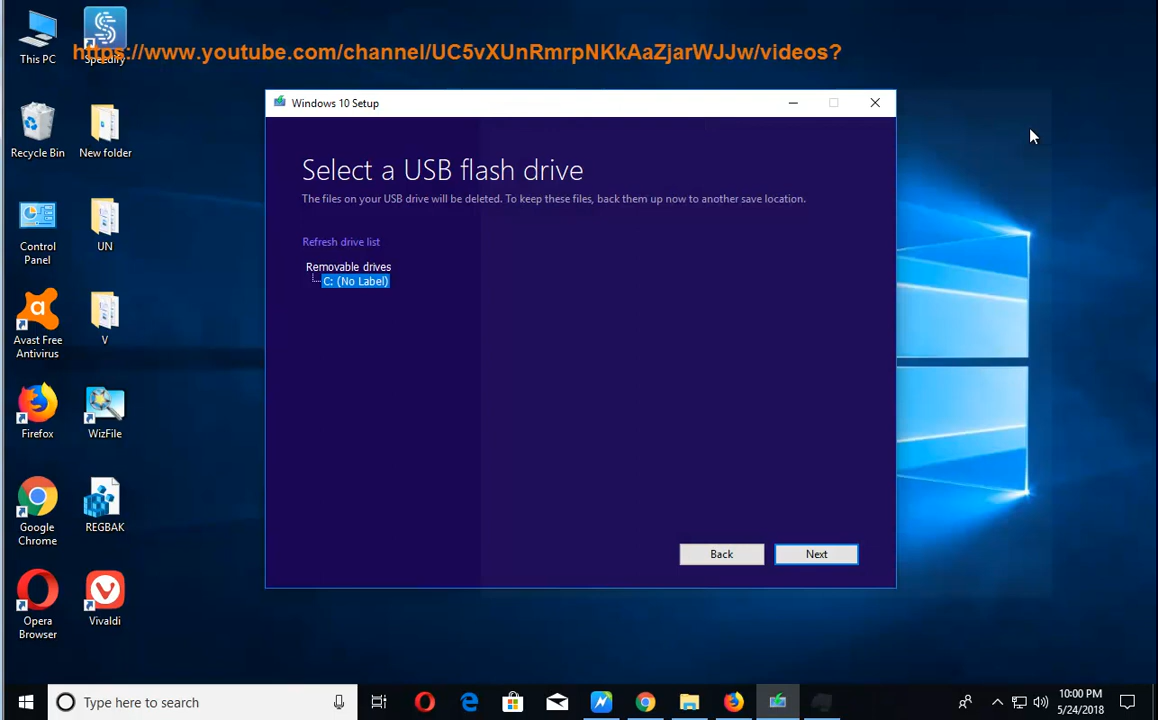 This PC
Speedify
https://www.youtube.com/channel/UC5vXUnRmrpNKkAaZjarWJJw/videos?
Recycle Bin
New folder
Control
Panel
UN
Avast Free
Antivirus
V
Firefox
WizFile
Google
Chrome
REGBAK
Opera
Browser
Vivaldi
Windows 10 Setup
Select a USB flash drive
The files on your USB drive will be deleted. To keep these files, back them up now to another save location.
Refresh drive list
Removable drives
C: (No Label)
Back
Next
Type here to search
10:00 PM
5/24/2018